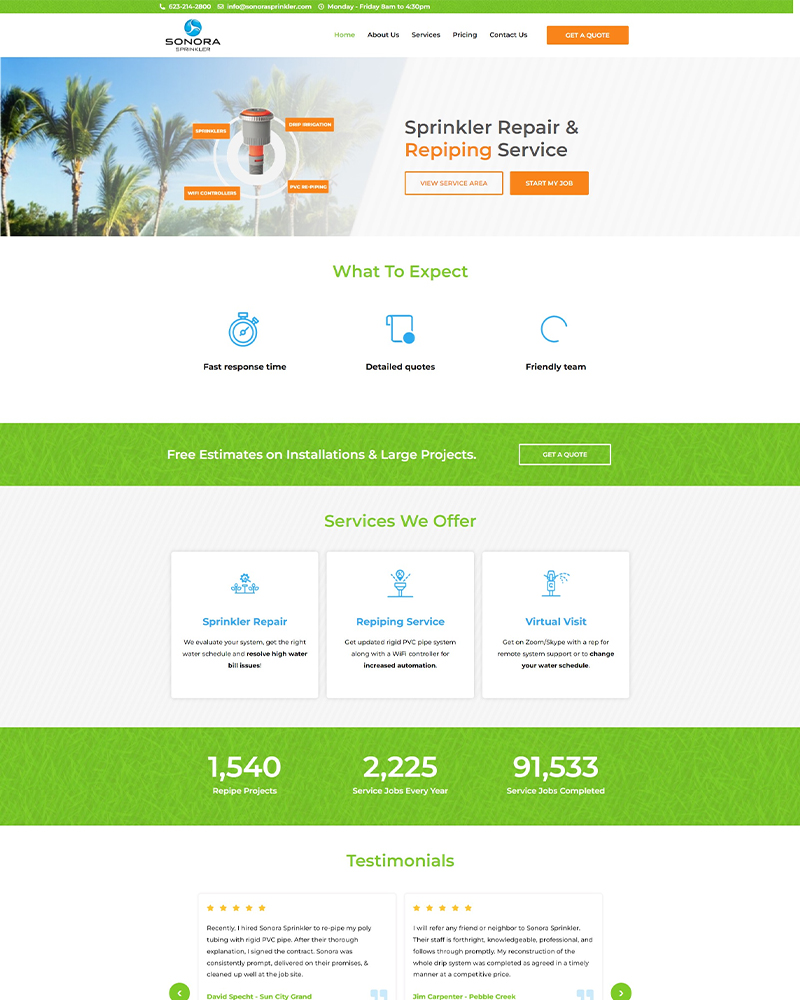 623-214-2800 info@sonorasprinkler.com Monday - Friday 8am to 4:30pm
SONORA
SPRINKLER
Home About Us Services Pricing Contact Us GET A QUOTE
SPRINKLERS
DRIP IRRIGATION
WIFI CONTROLLERS
PVC RE-PIPING
Sprinkler Repair &
Repiping Service
VIEW SERVICE AREA START MY JOB
What To Expect
Fast response time Detailed quotes Friendly team
Free Estimates on Installations & Large Projects. GET A QUOTE
Services We Offer
Sprinkler Repair
We evaluate your system, get the right
water schedule and resolve high water
bill issues!
Repiping Service
Get updated rigid PVC pipe system
along with a WiFi controller for
increased automation.
Virtual Visit
Get on Zoom/Skype with a rep for
remote system support or to change
your water schedule.
1,540 2,225 91,533
Repipe Projects Service Jobs Every Year Service Jobs Completed
Testimonials
Recently, I hired Sonora Sprinkler to re-pipe my poly
tubing with rigid PVC pipe. After their thorough
explanation, I signed the contract. Sonora was
consistently prompt, delivered on their promises, &
cleaned up well at the job site.
David Specht - Sun City Grand
I will refer any friend or neighbor to Sonora Sprinkler.
Their staff is forthright, knowledgeable, professional, and
follows through promptly. My reconstruction of the
whole drip system was completed as agreed in a timely
manner at a competitive price.
Jim Carpenter - Pebble Creek